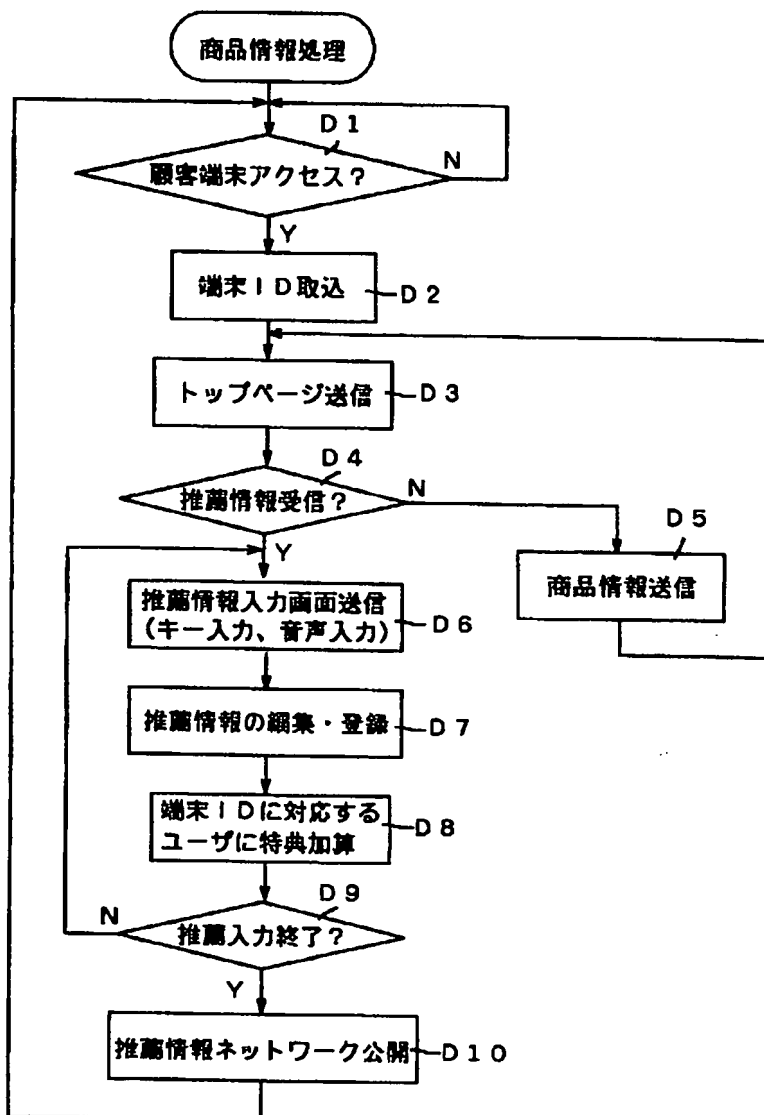 商品情報処理
D1
顧客端末アクセス?
N
Y
端末ID取込
D2
トップページ送信
D3
D4
推薦情報受信?
N
Y
D5
商品情報送信
推薦情報入力画面送信
(キー入力、音声入力)
D6
推薦情報の編集・登録
D7
端末IDに対応する
ユーザに特典加算
D8
D9
推薦入力終了?
N
Y
推薦情報ネットワーク公開
D10